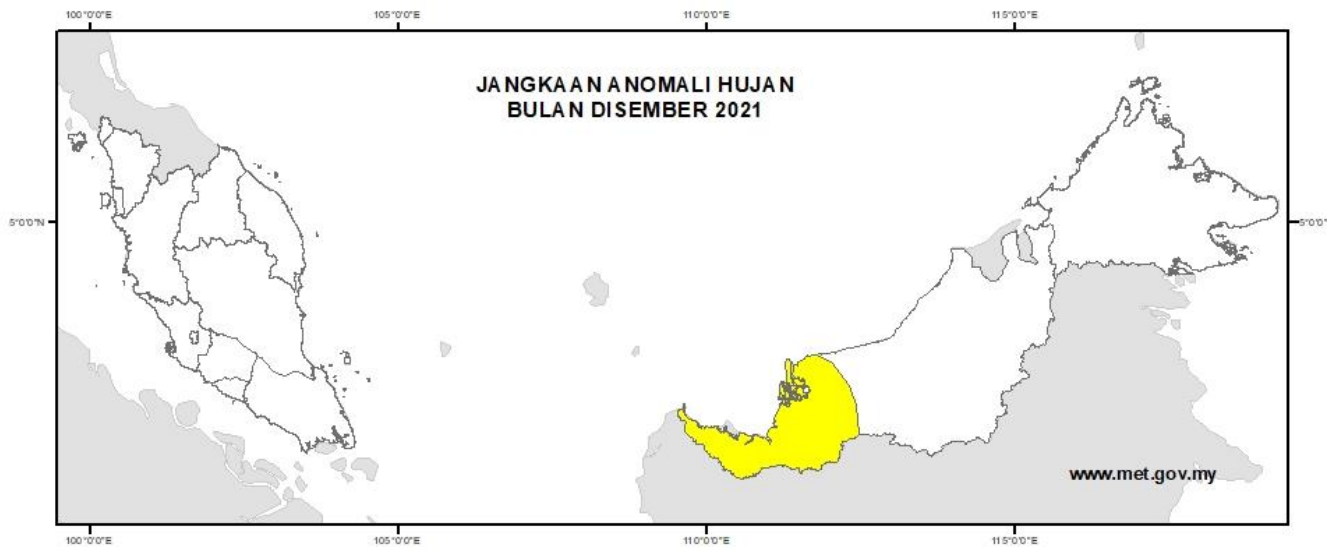 100°0'0"E 105°0'0"E 110°0'0"E 115°0'0"E
JANGKAAN ANOMALI HUJAN
BULAN DISEMBER 2021
5°0'0"N 5°0'0"
www.met.gov.my
100°0'0"E 105°0'0"E 110°0'0"E 115°0'0"E